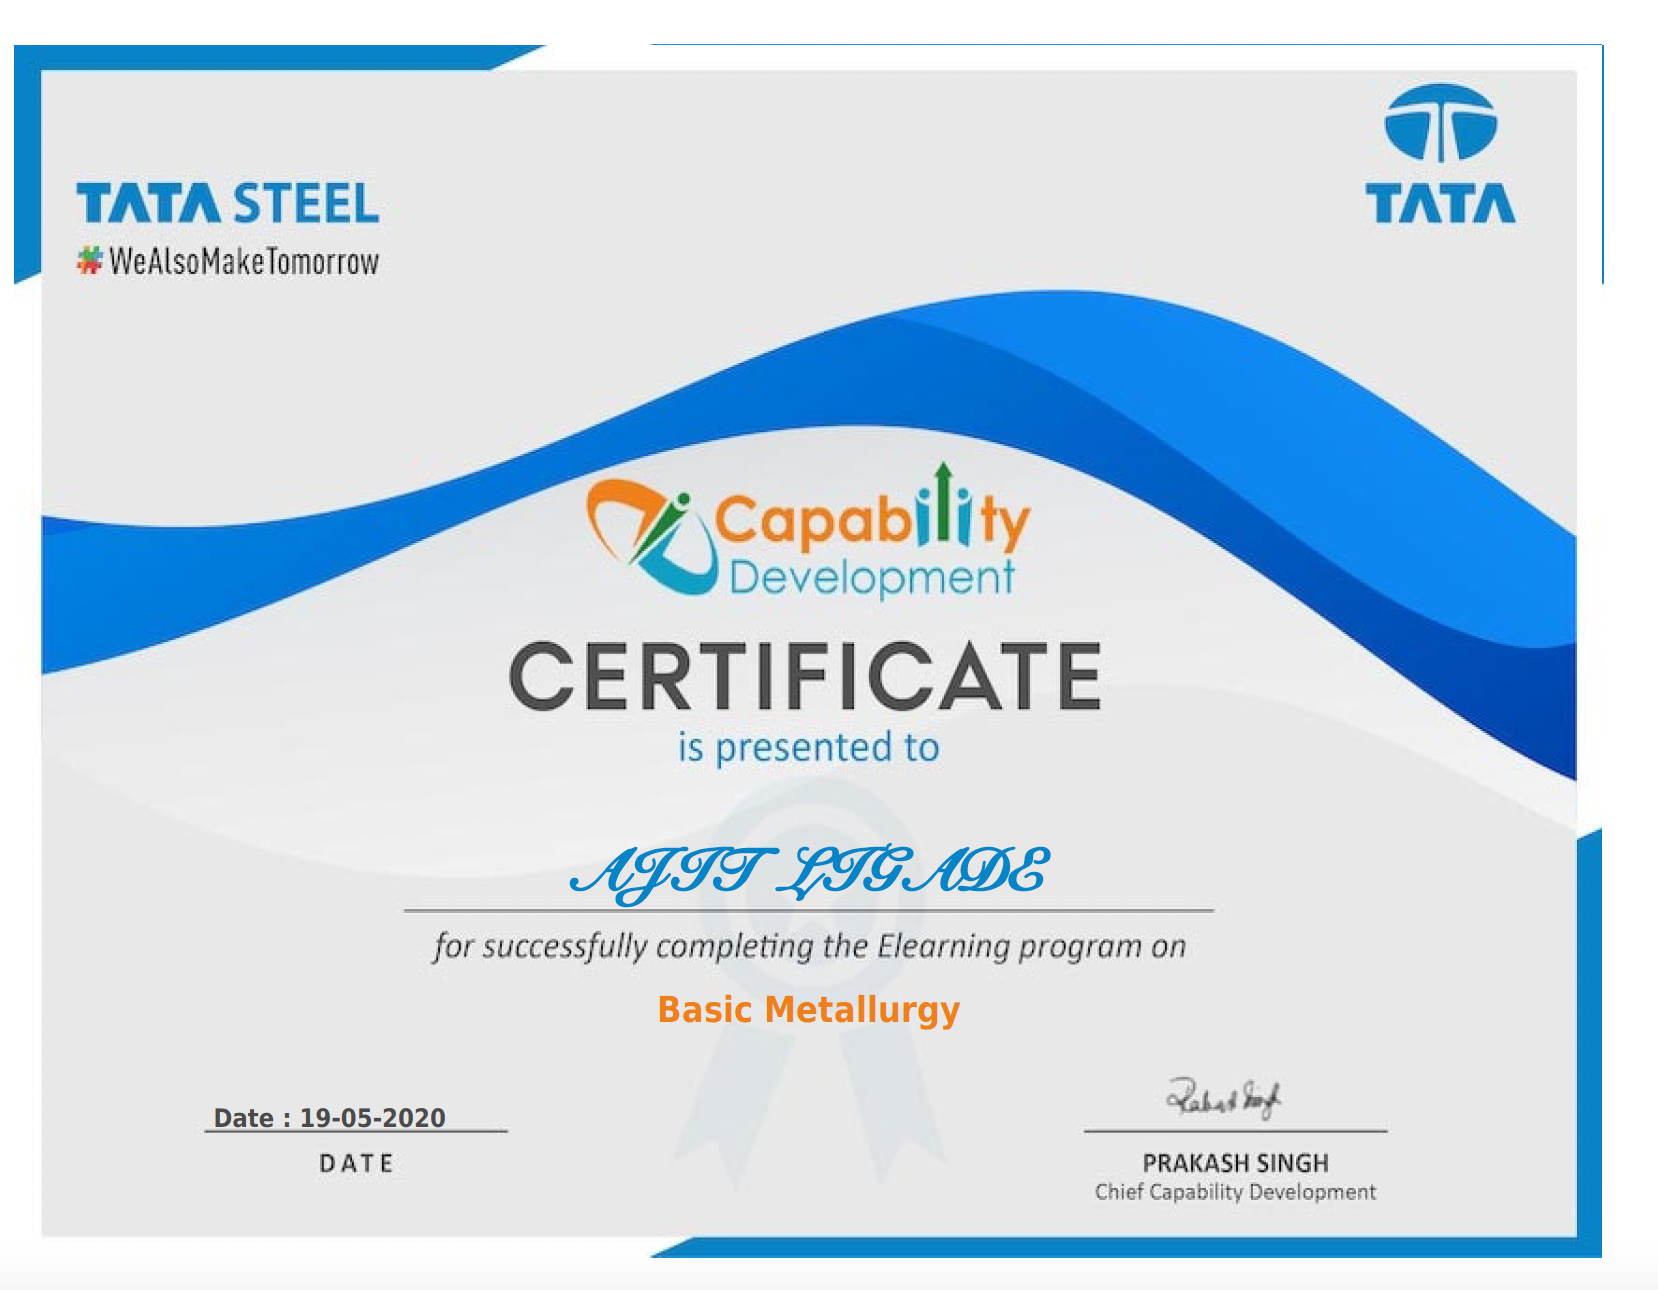 TATA STEEL
#WeAlsoMakeTomorrow
TATA
Capability
Development
CERTIFICATE
is presented to
AJIT LIGADE
for successfully completing the Elearning program on
Basic Metallurgy
Date : 19-05-2020
DATE
Prakash Singh
PRAKASH SINGH
Chief Capability Development